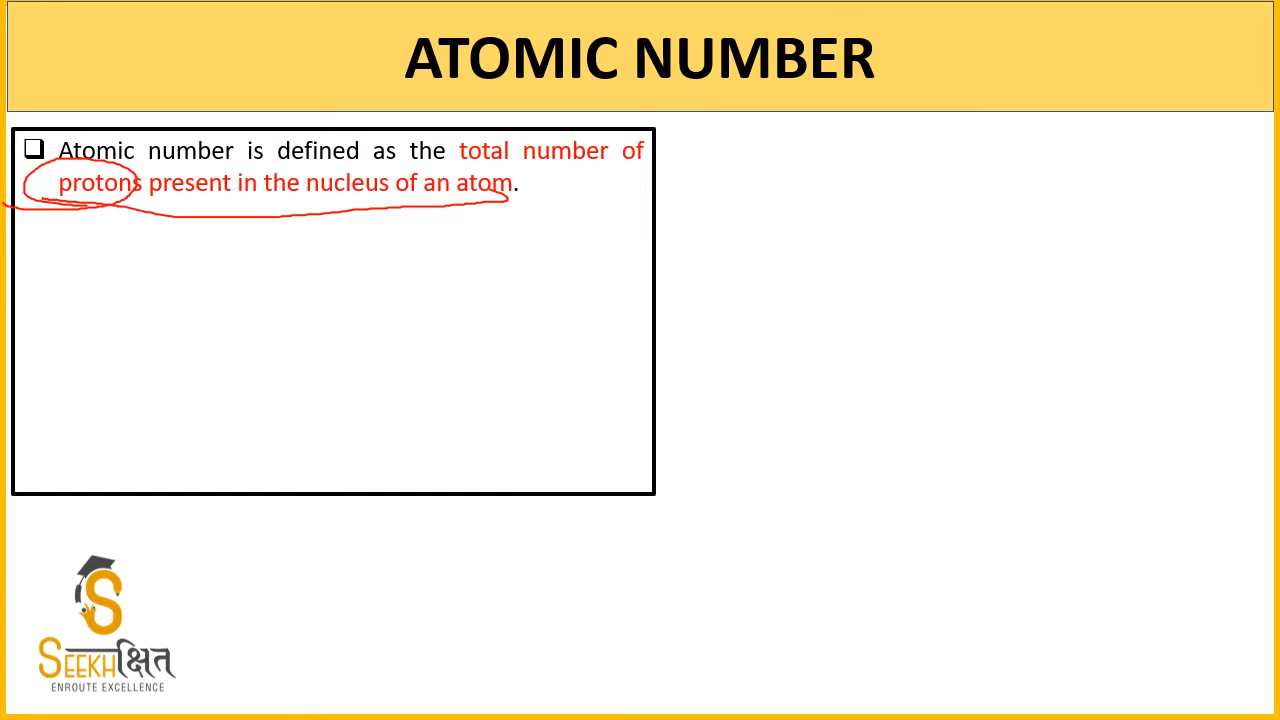 ATOMIC NUMBER
Atomic number is defined as the total number of
protons present in the nucleus of an atom.
S
SEEKHक्षित
ENROUTE EXCELLENCE